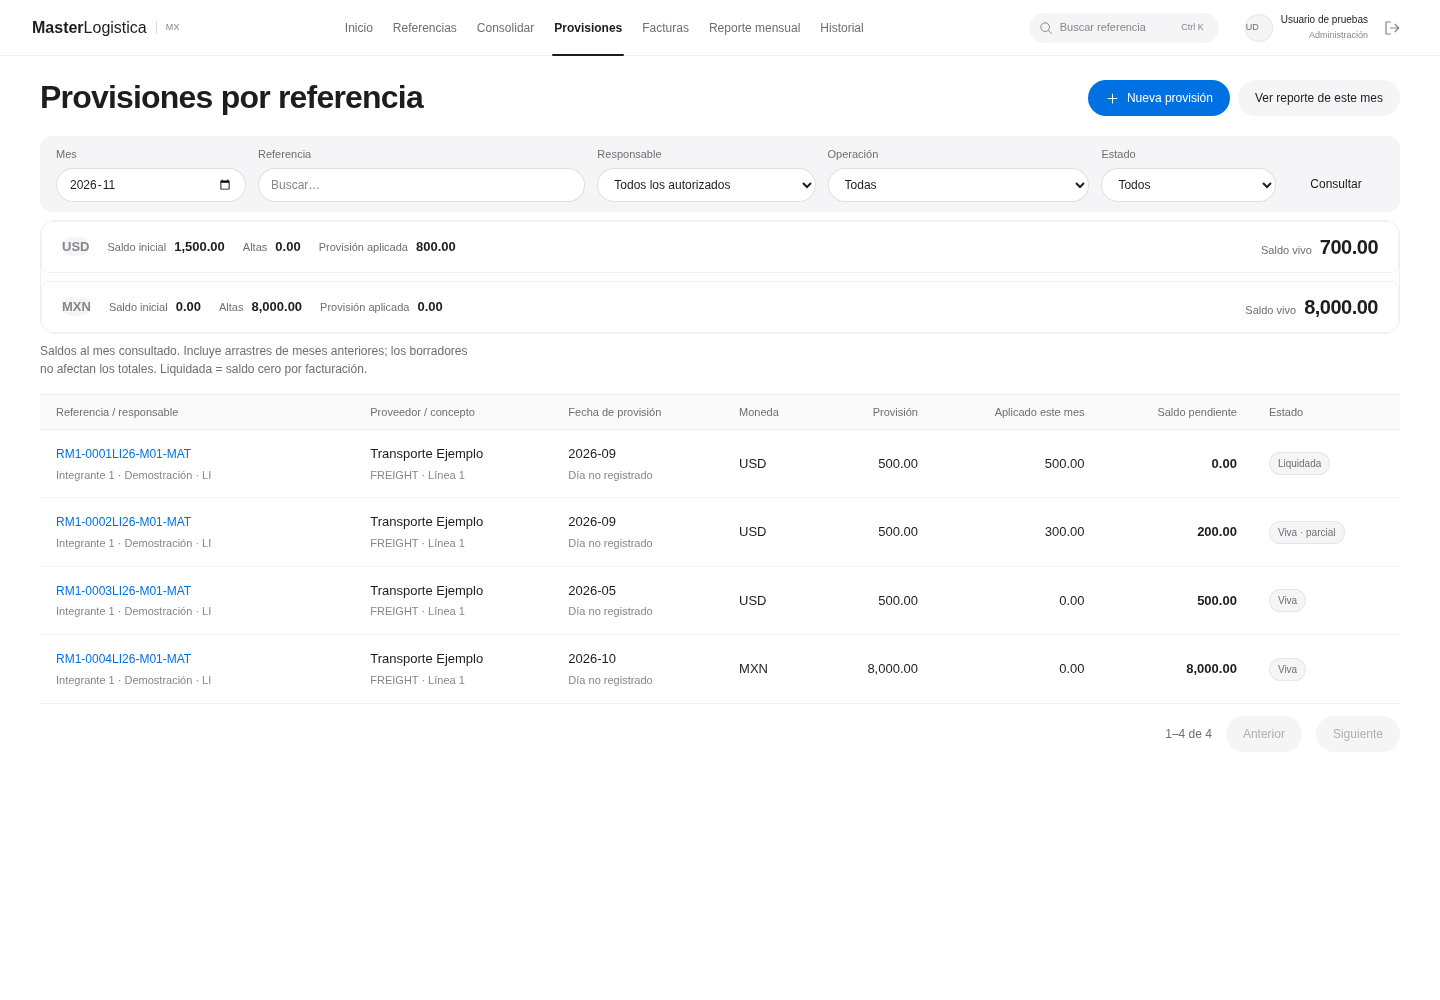 MasterLogistica MX Inicio Referencias Consolidar Provisiones Facturas Reporte mensual Historial Buscar referencia Ctrl K UD Usuario de pruebas
Administración
Provisiones por referencia Nueva provisión Ver reporte de este mes
Mes Referencia Responsable Operación Estado
2026-11 Buscar… Todos los autorizados Todas Todos Consultar
USD Saldo inicial 1,500.00 Altas 0.00 Provisión aplicada 800.00 Saldo vivo 700.00
MXN Saldo inicial 0.00 Altas 8,000.00 Provisión aplicada 0.00 Saldo vivo 8,000.00
Saldos al mes consultado. Incluye arrastres de meses anteriores; los borradores
no afectan los totales. Liquidada = saldo cero por facturación.
Referencia / responsable Proveedor / concepto Fecha de provisión Moneda Provisión Aplicado este mes Saldo pendiente Estado
RM1-0001LI26-M01-MAT Transporte Ejemplo 2026-09 USD 500.00 500.00 0.00 Liquidada
Integrante 1 · Demostración · LI FREIGHT · Línea 1 Día no registrado
RM1-0002LI26-M01-MAT Transporte Ejemplo 2026-09 USD 500.00 300.00 200.00 Viva · parcial
Integrante 1 · Demostración · LI FREIGHT · Línea 1 Día no registrado
RM1-0003LI26-M01-MAT Transporte Ejemplo 2026-05 USD 500.00 0.00 500.00 Viva
Integrante 1 · Demostración · LI FREIGHT · Línea 1 Día no registrado
RM1-0004LI26-M01-MAT Transporte Ejemplo 2026-10 MXN 8,000.00 0.00 8,000.00 Viva
Integrante 1 · Demostración · LI FREIGHT · Línea 1 Día no registrado
1–4 de 4 Anterior Siguiente